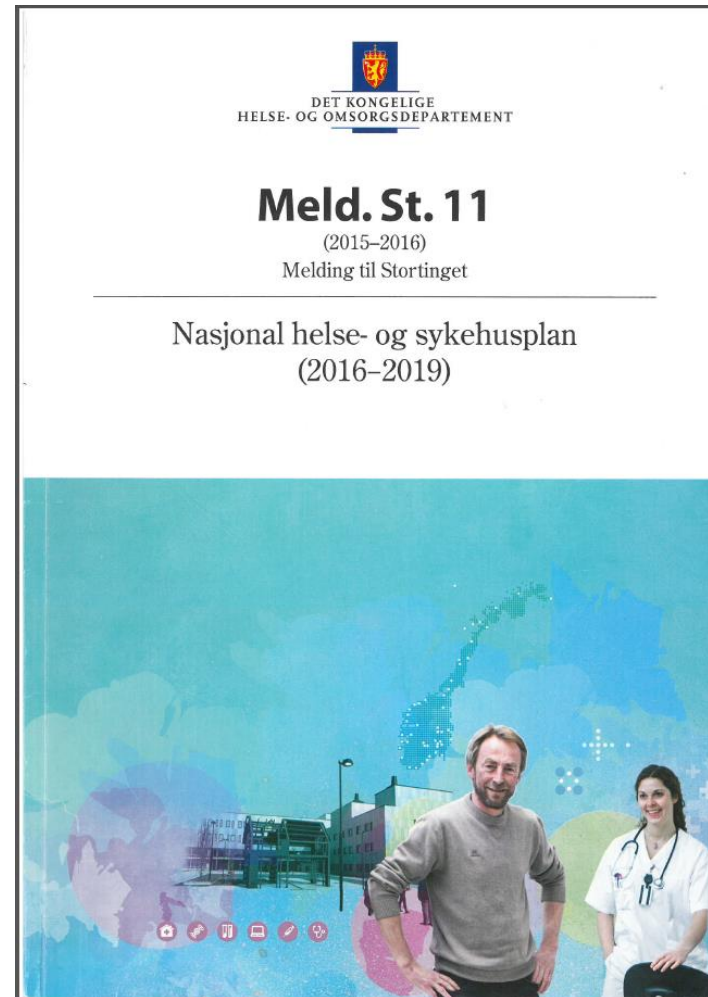 DET KONGELIGE
HELSE- OG OMSORGSDEPARTEMENT
Meld. St. 11
(2015–2016)
Melding til Stortinget
Nasjonal helse- og sykehusplan
(2016–2019)